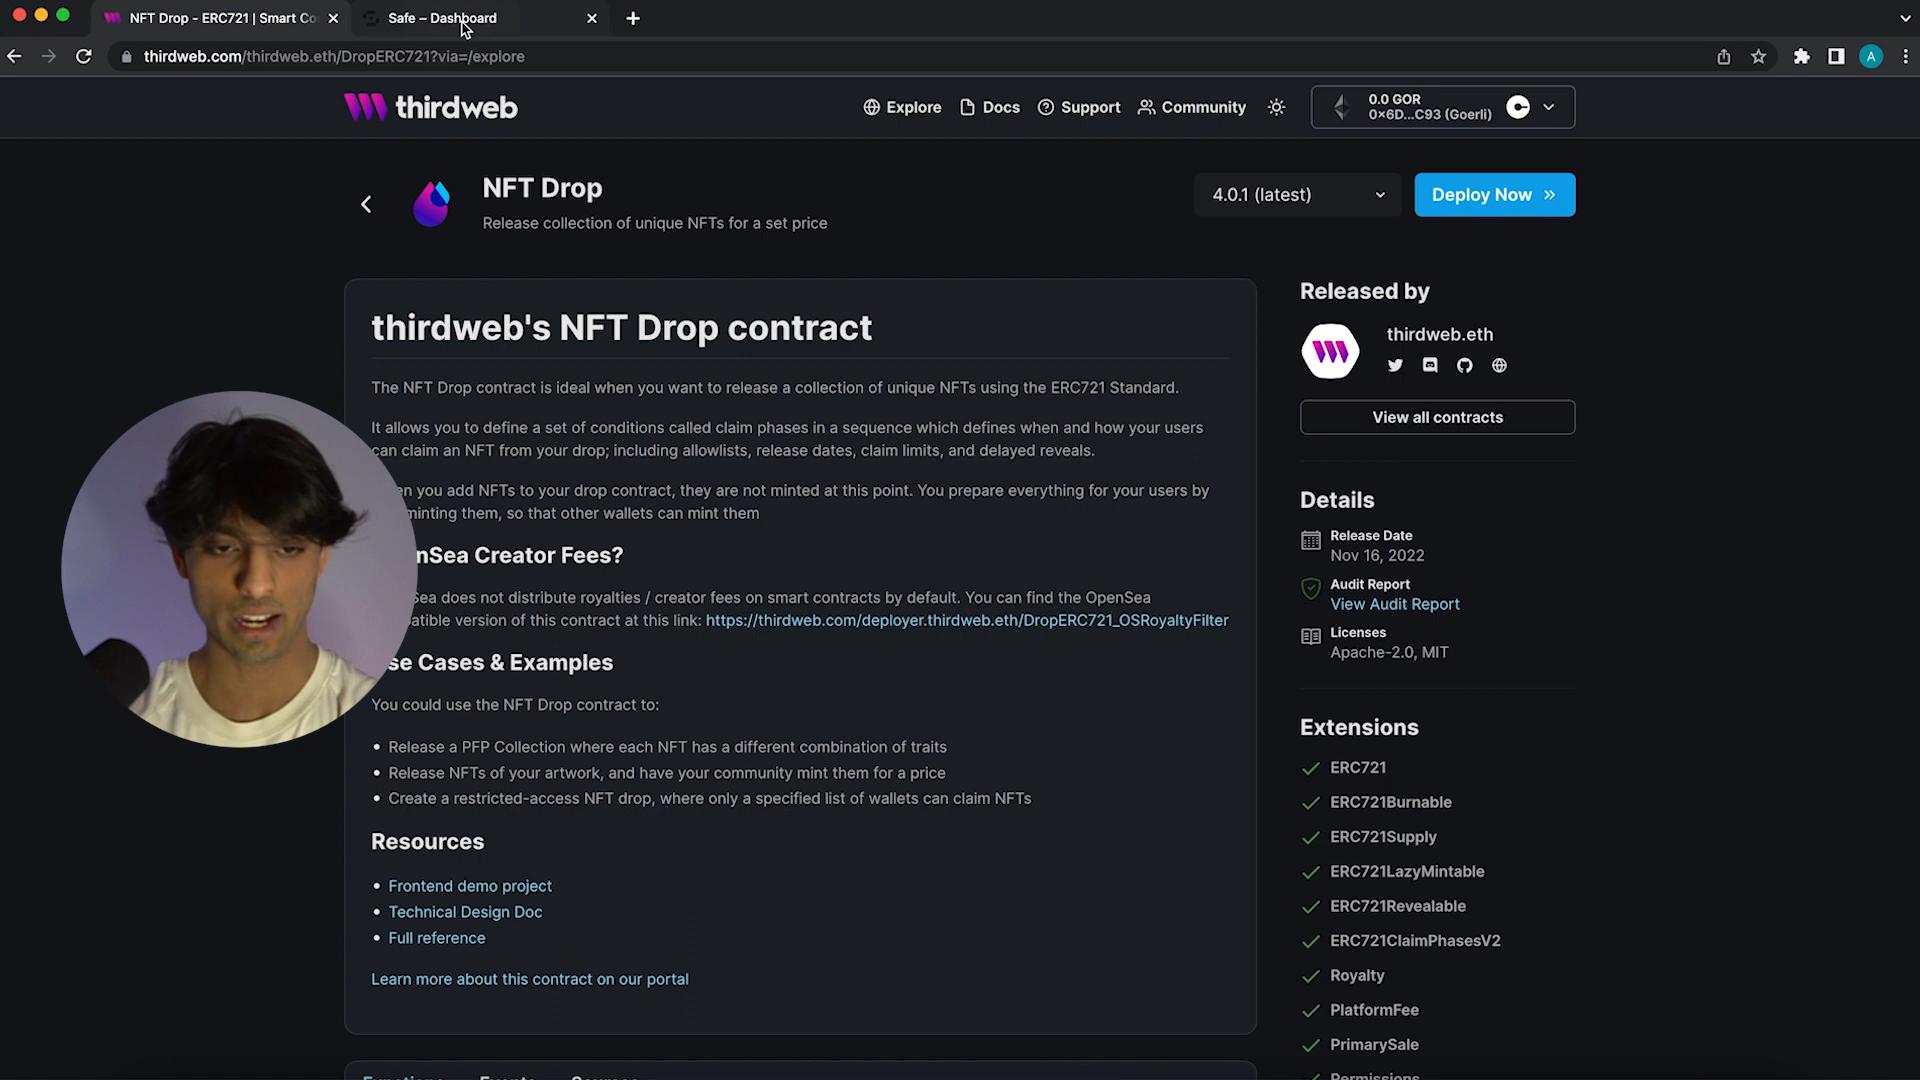 NFT Drop - ERC721 | Smart Co
Safe – Dashboard
thirdweb.com/thirdweb.eth/DropERC721?via=/explore
A
thirdweb
Explore
Docs
Support
Community
0.0 GOR
0×6D...C93 (Goerli)
NFT Drop
Release collection of unique NFTs for a set price
4.0.1 (latest)
Deploy Now
thirdweb's NFT Drop contract
The NFT Drop contract is ideal when you want to release a collection of unique NFTs using the ERC721 Standard.
It allows you to define a set of conditions called claim phases in a sequence which defines when and how your users
can claim an NFT from your drop; including allowlists, release dates, claim limits, and delayed reveals.
you add NFTs to your drop contract, they are not minted at this point. You prepare everything for your users by
minting them, so that other wallets can mint them
Creator Fees?
does not distribute royalties / creator fees on smart contracts by default. You can find the OpenSea
version of this contract at this link: https://thirdweb.com/deployer.thirdweb.eth/DropERC721_OSRoyaltyFilter
Cases & Examples
You could use the NFT Drop contract to:
• Release a PFP Collection where each NFT has a different combination of traits
• Release NFTs of your artwork, and have your community mint them for a price
• Create a restricted-access NFT drop, where only a specified list of wallets can claim NFTs
Resources
• Frontend demo project
• Technical Design Doc
• Full reference
Learn more about this contract on our portal
Released by
thirdweb.eth
View all contracts
Details
Release Date
Nov 16, 2022
Audit Report
View Audit Report
Licenses
Apache-2.0, MIT
Extensions
ERC721
ERC721Burnable
ERC721Supply
ERC721LazyMintable
ERC721Revealable
ERC721ClaimPhasesV2
Royalty
PlatformFee
PrimarySale